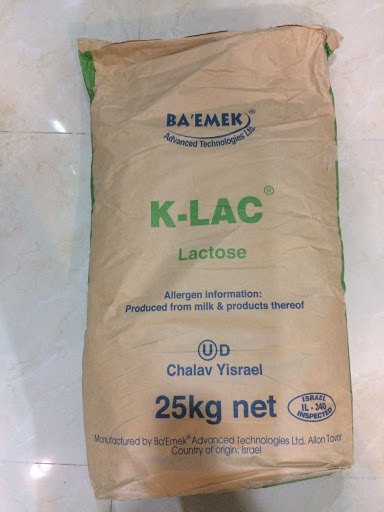 BA'EMEK®
Advanced Technologies Ltd.
K-LAC®
Lactose
Allergen information:
Produced from milk & products thereof
U D
Chalav Yisrael
25kg net
ISRAEL
IL - 340
INSPECTED
Manufactured by Ba'Emek® Advanced Technologies Ltd. Allon Tavor
Country of origin: Israel